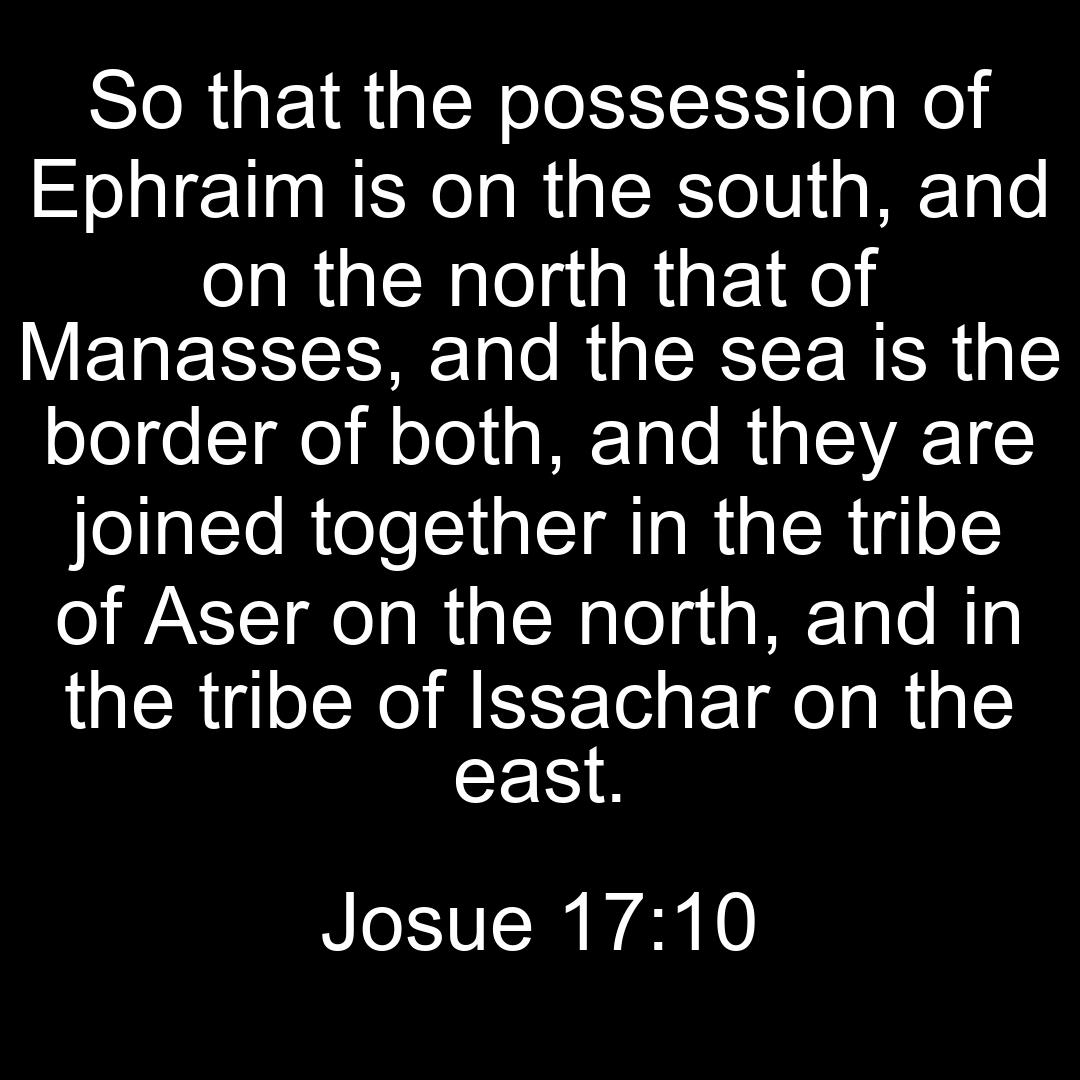 So that the possession of
Ephraim is on the south, and
on the north that of
Manasses, and the sea is the
border of both, and they are
joined together in the tribe
of Aser on the north, and in
the tribe of Issachar on the
east.
Josue 17:10